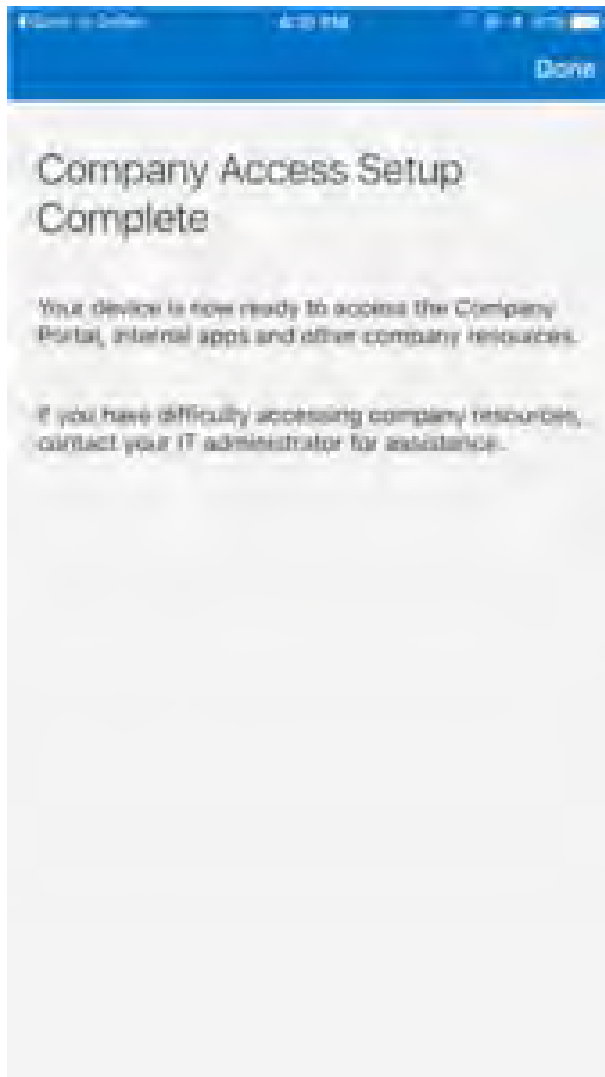 PM
Done
Company Access Setup
Complete
Your device is now ready to access the Company
Portal, internal apps and other company resources.
If you have difficulty accessing company resources,
contact your IT administrator for assistance.